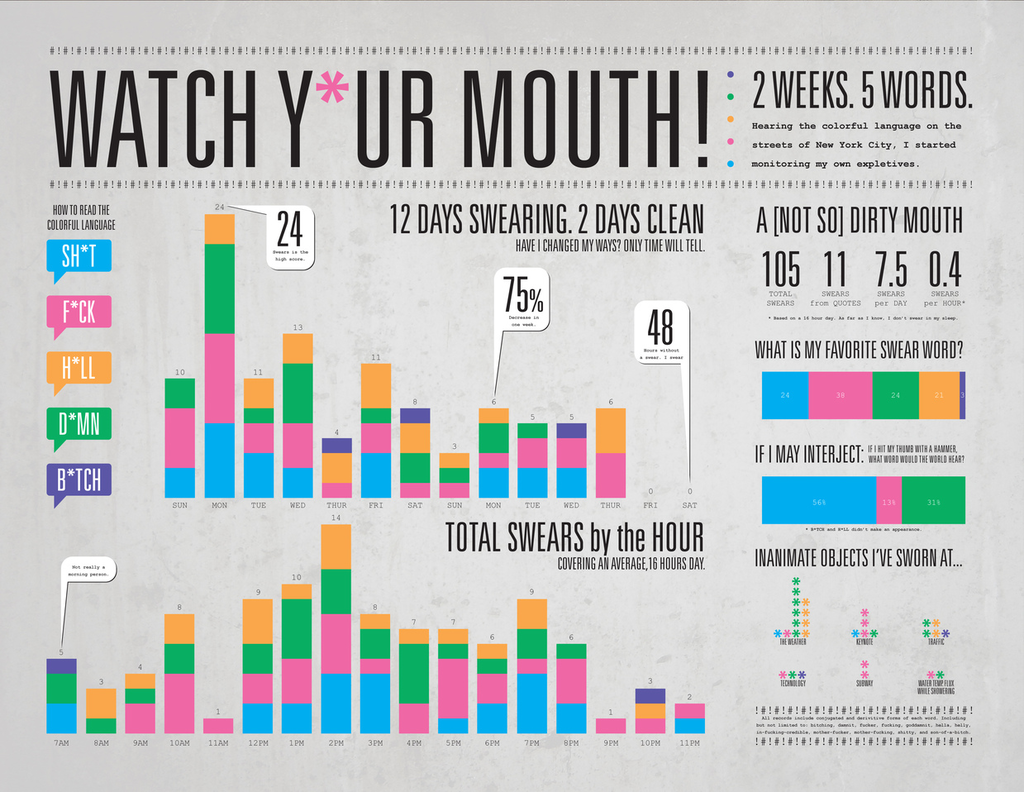 #!#!#!#!#!#!#!#!#!#!#!#!#!#!#!#!#!#!#!#!#!#!#!#!#!#!#!#!#!#!#!#!#!#!#
WATCH Y*UR MOUTH!
2 WEEKS. 5 WORDS.
Hearing the colorful language on the
streets of New York City, I started
monitoring my own expletives.
#!#!#!#!#!#!#!#!#!#!#!#!#!#!#!#!#!#!#!#!#!#!#!#!#!#!#!#!#!#!#!#!#!#!#
HOW TO READ THE
COLORFUL LANGUAGE
SH*T
F*CK
H*LL
D*MN
B*TCH
12 DAYS SWEARING. 2 DAYS CLEAN
HAVE I CHANGED MY WAYS? ONLY TIME WILL TELL.
24
Swears is the
high score.
75%
Decrease in
one week.
48
Hours without
a swear. I swear
10 24 11 13 4 11 8 3 6 5 5 6 0 0
SUN MON TUE WED THUR FRI SAT SUN MON TUE WED THUR FRI SAT
TOTAL SWEARS by the HOUR
COVERING AN AVERAGE, 16 HOURS DAY.
Not really a
morning person.
5 3 4 8 1 9 10 14 8 7 7 6 9 6 1 3 2
7AM 8AM 9AM 10AM 11AM 12PM 1PM 2PM 3PM 4PM 5PM 6PM 7PM 8PM 9PM 10PM 11PM
A [NOT SO] DIRTY MOUTH
105 11 7.5 0.4
TOTAL SWEARS SWEARS SWEARS
SWEARS from QUOTES per DAY per HOUR*
* Based on a 16 hour day. As far as I know, I don't swear in my sleep.
WHAT IS MY FAVORITE SWEAR WORD?
24 38 24 21 3
IF I MAY INTERJECT:
IF I HIT MY THUMB WITH A HAMMER,
WHAT WORD WOULD THE WORLD HEAR?
56% 13% 31%
* B*TCH and H*LL didn't make an appearance.
INANIMATE OBJECTS I'VE SWORN AT...
THE WEATHER KEYNOTE TRAFFIC
TECHNOLOGY SUBWAY WATER TEMP FLUX
WHILE SHOWERING
!#!#!#!#!#!#!#!#!#!#!#!#!#!#!#!#
All records include conjugated and derivitive forms of each word. Including
but not limited to: bitching, damnit, fucker, fucking, goddamnit, hella, helly,
in-fucking-credible, mother-fucker, mother-fucking, shitty, and son-of-a-bitch.
!#!#!#!#!#!#!#!#!#!#!#!#!#!#!#!#